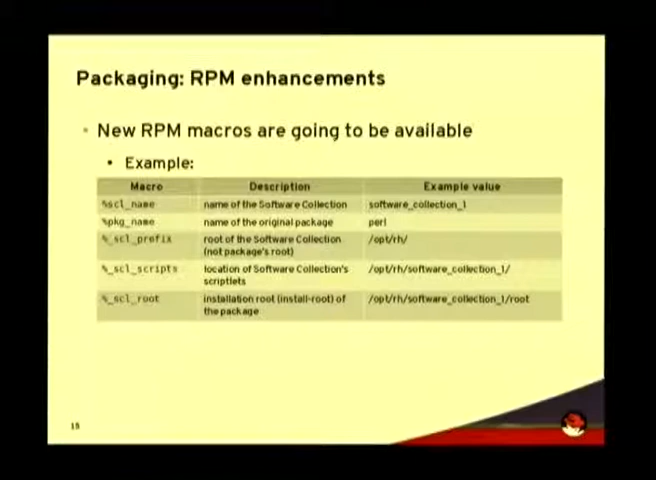 Packaging: RPM enhancements
• New RPM macros are going to be available
• Example:
Macro Description Example value
%scl_name name of the Software Collection software_collection_1
%pkg_name name of the original package perl
%_scl_prefix root of the Software Collection /opt/rh/
(not package's root)
%_scl_scripts location of Software Collection's /opt/rh/software_collection_1/
scriptlets
%_scl_root installation root (install-root) of /opt/rh/software_collection_1/root
the package
15